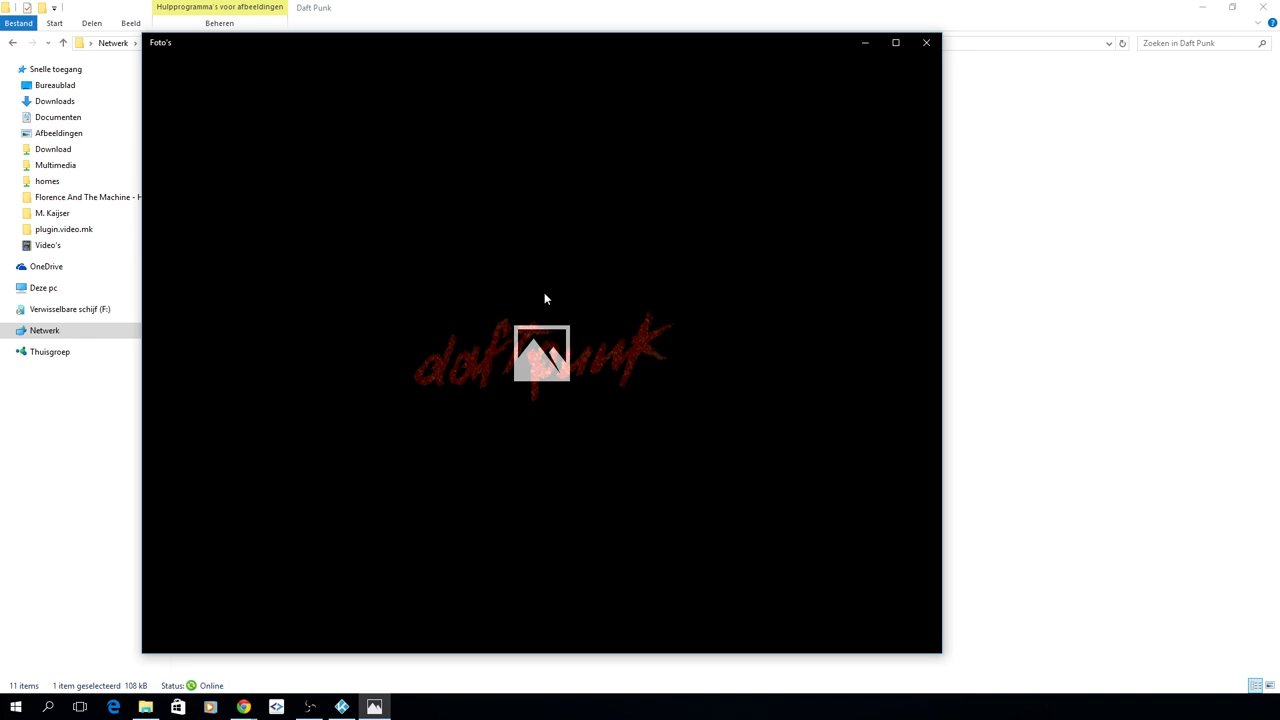 Hulpprogramma's voor afbeeldingen
Daft Punk
Bestand
Start
Delen
Beeld
Beheren
Netwerk
Zoeken in Daft Punk
Foto's
Snelle toegang
Bureaublad
Downloads
Documenten
Afbeeldingen
Download
Multimedia
homes
Florence And The Machine - H
M. Kaijser
plugin.video.mk
Video's
OneDrive
Deze pc
Verwisselbare schijf (F:)
Netwerk
Thuisgroep
daft punk
11 items
1 item geselecteerd 108 kB
Status: Online